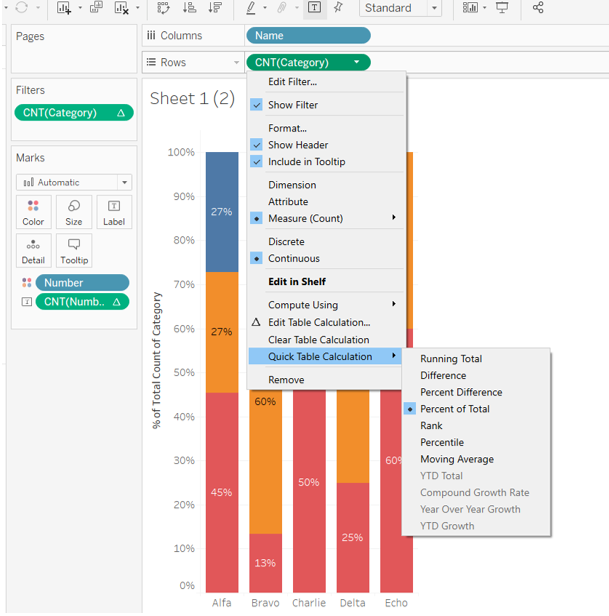 Standard
Pages
Columns
Name
Rows
CNT(Category)
Filters
CNT(Category)
Marks
Automatic
Color
Size
Label
Detail
Tooltip
Number
CNT(Numb..
Sheet 1 (2)
Edit Filter...
Show Filter
Format...
Show Header
Include in Tooltip
Dimension
Attribute
Measure (Count)
Discrete
Continuous
Edit in Shelf
Compute Using
Edit Table Calculation...
Clear Table Calculation
Quick Table Calculation
Remove
Running Total
Difference
Percent Difference
Percent of Total
Rank
Percentile
Moving Average
YTD Total
Compound Growth Rate
Year Over Year Growth
YTD Growth
% of Total Count of Category
100%
90%
80%
70%
60%
50%
40%
30%
20%
10%
0%
27%
27%
45%
60%
13%
50%
25%
60%
Alfa
Bravo
Charlie
Delta
Echo